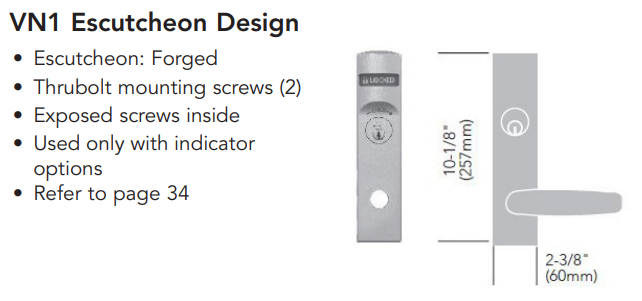 VN1 Escutcheon Design
• Escutcheon: Forged
• Thrubolt mounting screws (2)
• Exposed screws inside
• Used only with indicator
options
• Refer to page 34
LOCKED
10-1/8"
(257mm)
2-3/8"
(60mm)